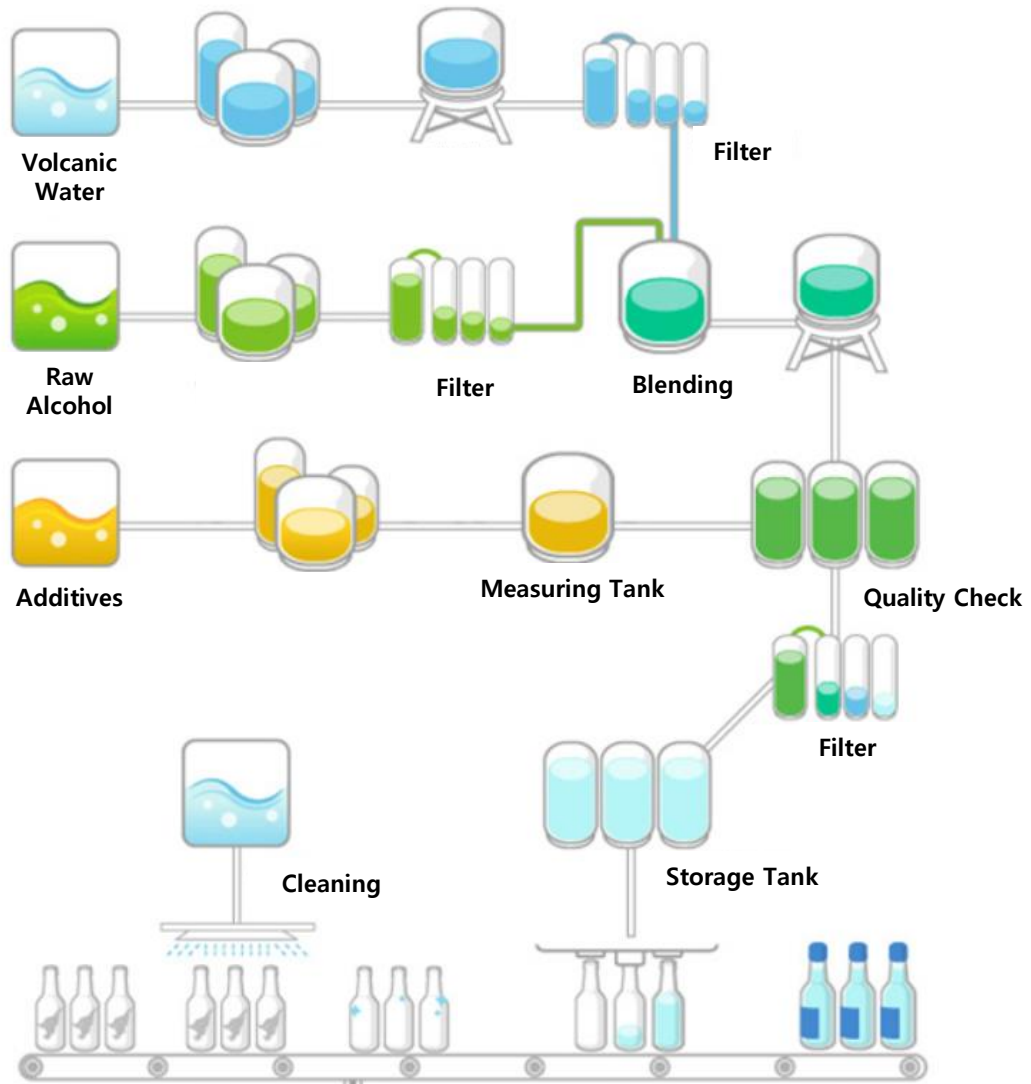 Volcanic
Water
Filter
Raw
Alcohol
Filter
Blending
Additives
Measuring Tank
Quality Check
Filter
Cleaning
Storage Tank